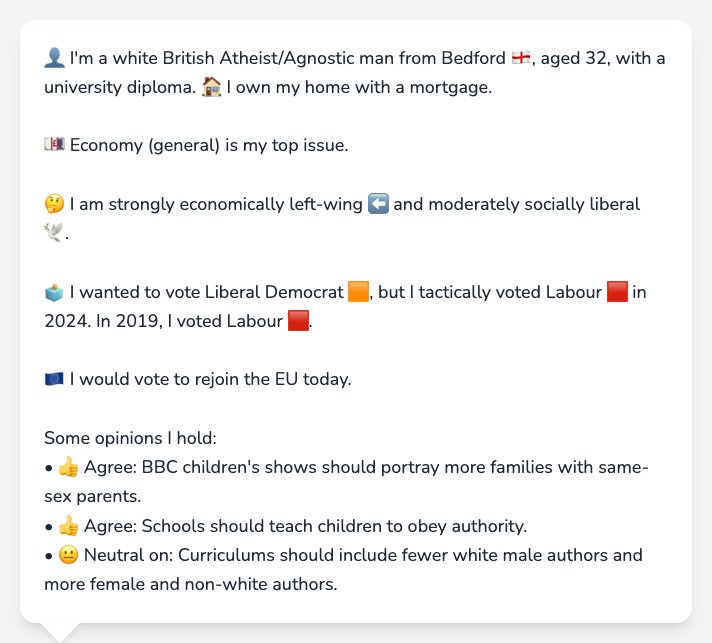 👤 I'm a white British Atheist/Agnostic man from Bedford 🏴󠁧󠁢󠁥󠁮󠁧󠁿, aged 32, with a
university diploma. 🏠 I own my home with a mortgage.
💷 Economy (general) is my top issue.
🤔 I am strongly economically left-wing ⬅️ and moderately socially liberal
🕊️.
🗳️ I wanted to vote Liberal Democrat 🟧, but I tactically voted Labour 🟥 in
2024. In 2019, I voted Labour 🟥.
🇪🇺 I would vote to rejoin the EU today.
Some opinions I hold:
• 👍 Agree: BBC children's shows should portray more families with same-
sex parents.
• 👍 Agree: Schools should teach children to obey authority.
• 😐 Neutral on: Curriculums should include fewer white male authors and
more female and non-white authors.